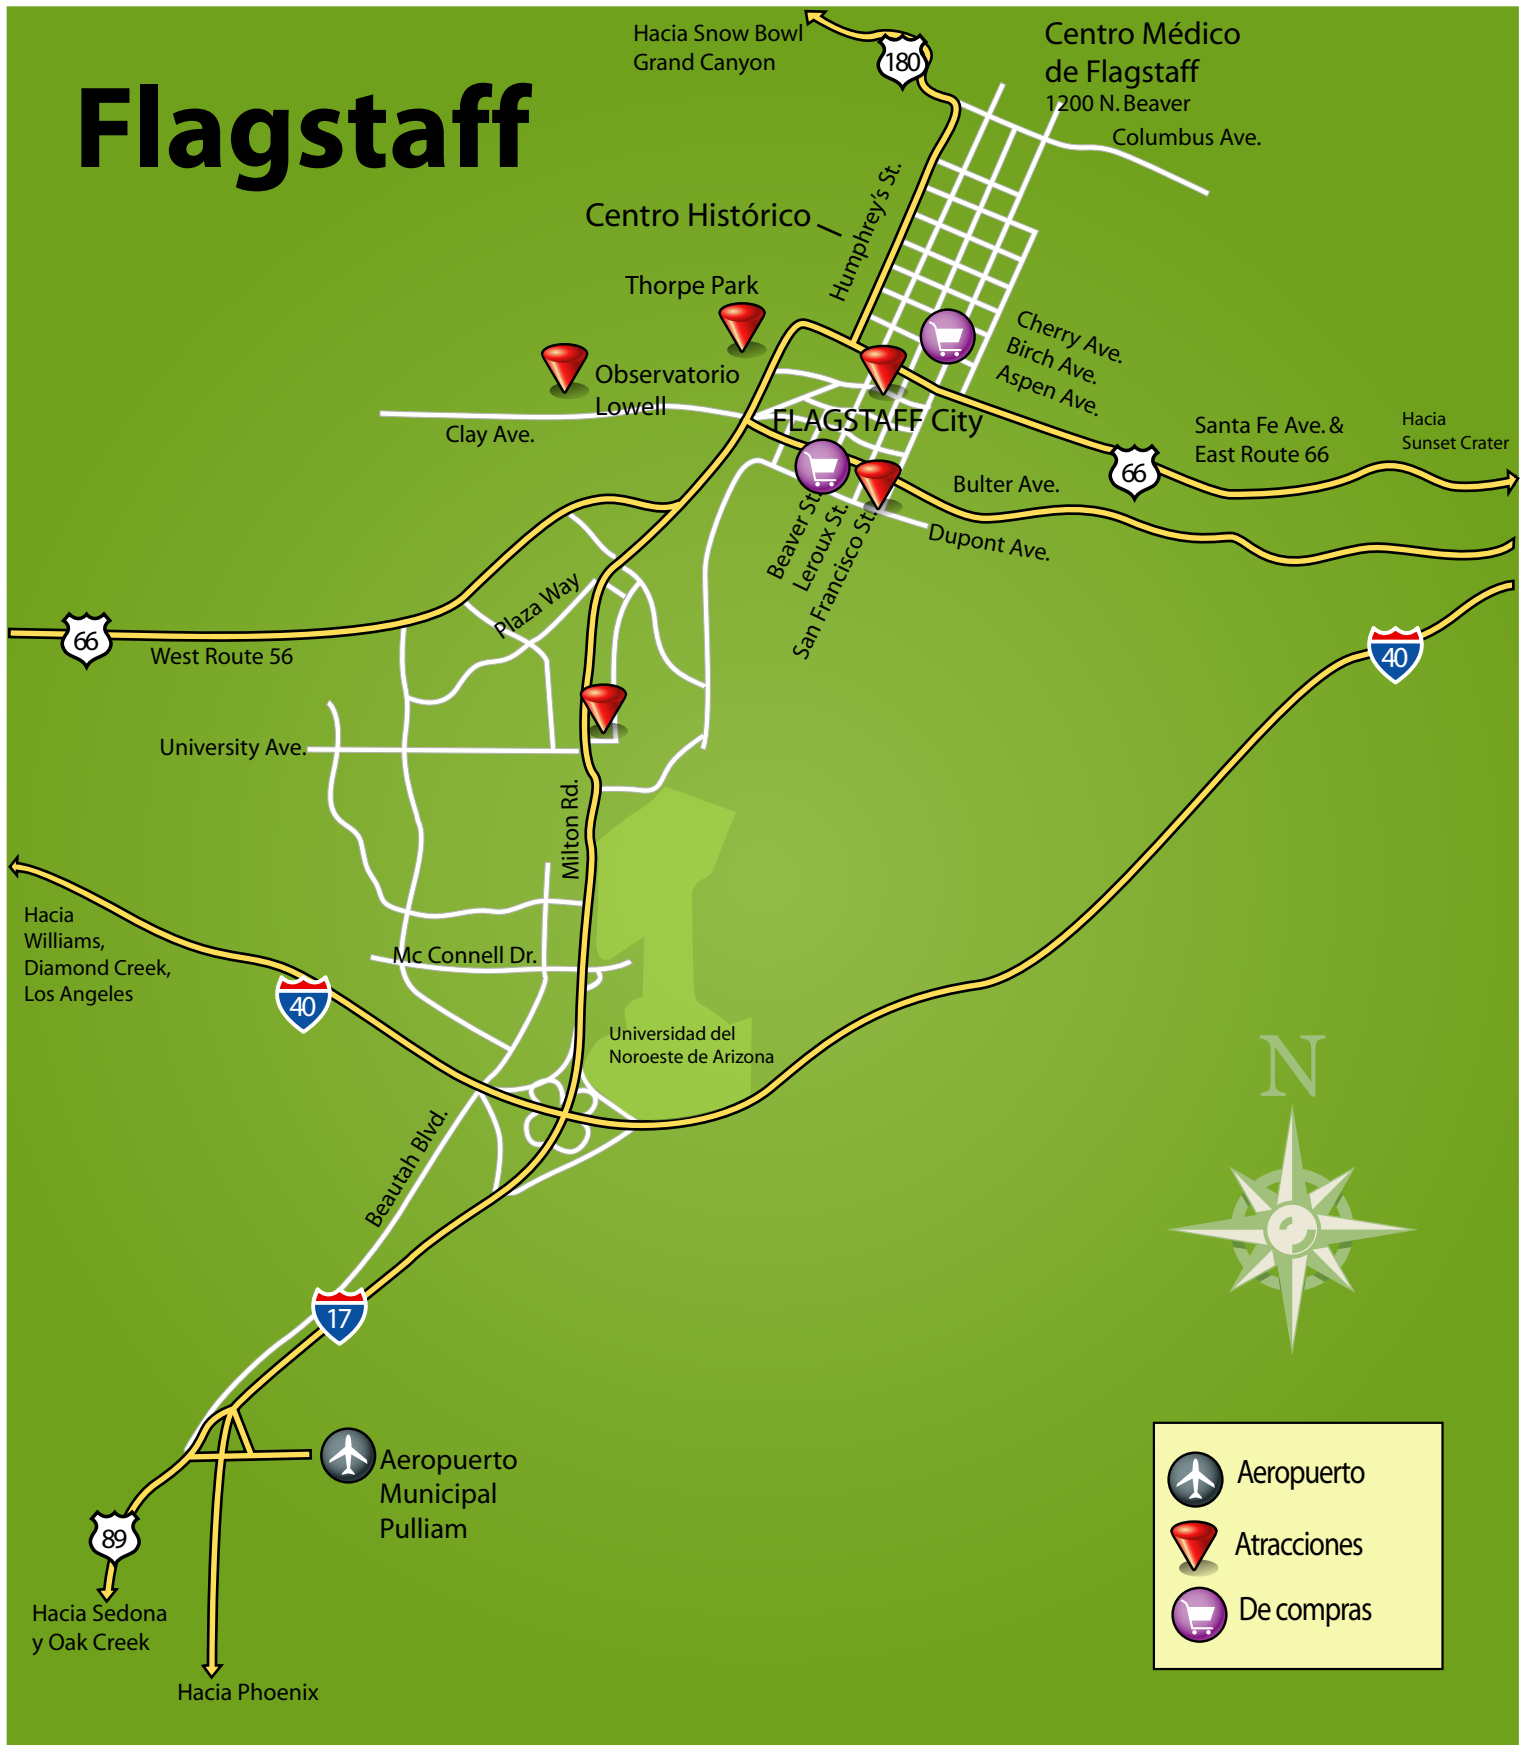 Flagstaff
Hacia Snow Bowl
Grand Canyon
180
Centro Médico
de Flagstaff
1200 N. Beaver
Columbus Ave.
Centro Histórico
Humphrey's St.
Thorpe Park
Observatorio
Lowell
Clay Ave.
Cherry Ave.
Birch Ave.
Aspen Ave.
FLAGSTAFF City
Santa Fe Ave. &
East Route 66
Hacia
Sunset Crater
66
Bulter Ave.
Dupont Ave.
Beaver St.
Leroux St.
San Francisco St.
Plaza Way
66
West Route 56
40
University Ave.
Milton Rd.
Hacia
Williams,
Diamond Creek,
Los Angeles
40
Mc Connell Dr.
Universidad del
Noroeste de Arizona
N
Beautah Blvd.
17
Aeropuerto
Municipal
Pulliam
89
Hacia Sedona
y Oak Creek
Hacia Phoenix
Aeropuerto
Atracciones
De compras